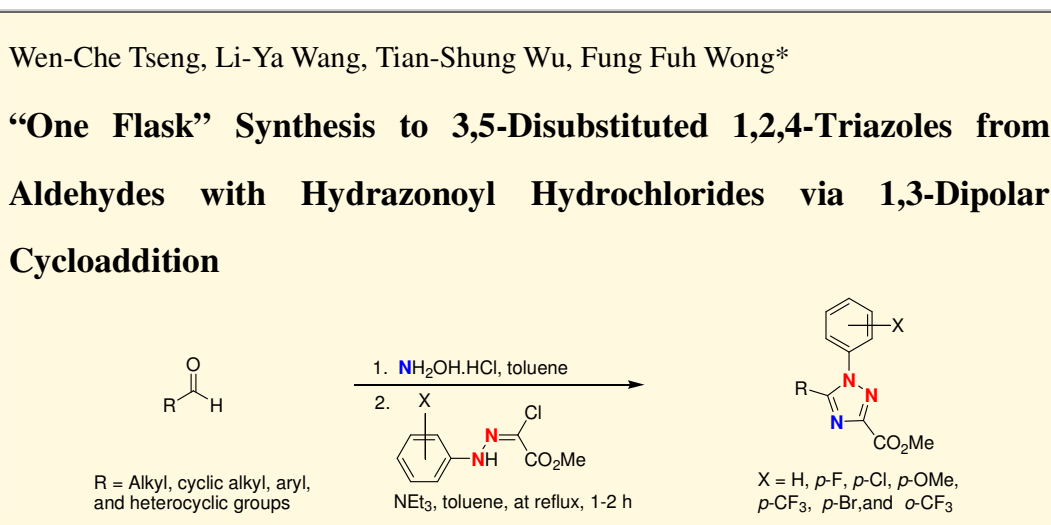 Wen-Che Tseng, Li-Ya Wang, Tian-Shung Wu, Fung Fuh Wong*
“One Flask” Synthesis to 3,5-Disubstituted 1,2,4-Triazoles from
Aldehydes with Hydrazonoyl Hydrochlorides via 1,3-Dipolar
Cycloaddition
O
R H
R = Alkyl, cyclic alkyl, aryl,
and heterocyclic groups
1. NH2OH.HCl, toluene
2. X
Cl
N
NH CO2Me
NEt3, toluene, at reflux, 1-2 h
X
R N N
N
CO2Me
X = H, p-F, p-Cl, p-OMe,
p-CF3, p-Br,and o-CF3